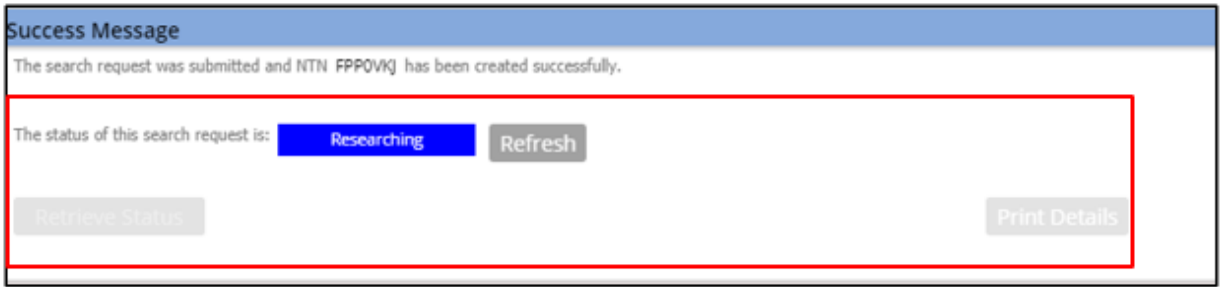 Success Message
The search request was submitted and NTN FPP0VKJ has been created successfully.
The status of this search request is: Researching Refresh
Retrieve Status Print Details